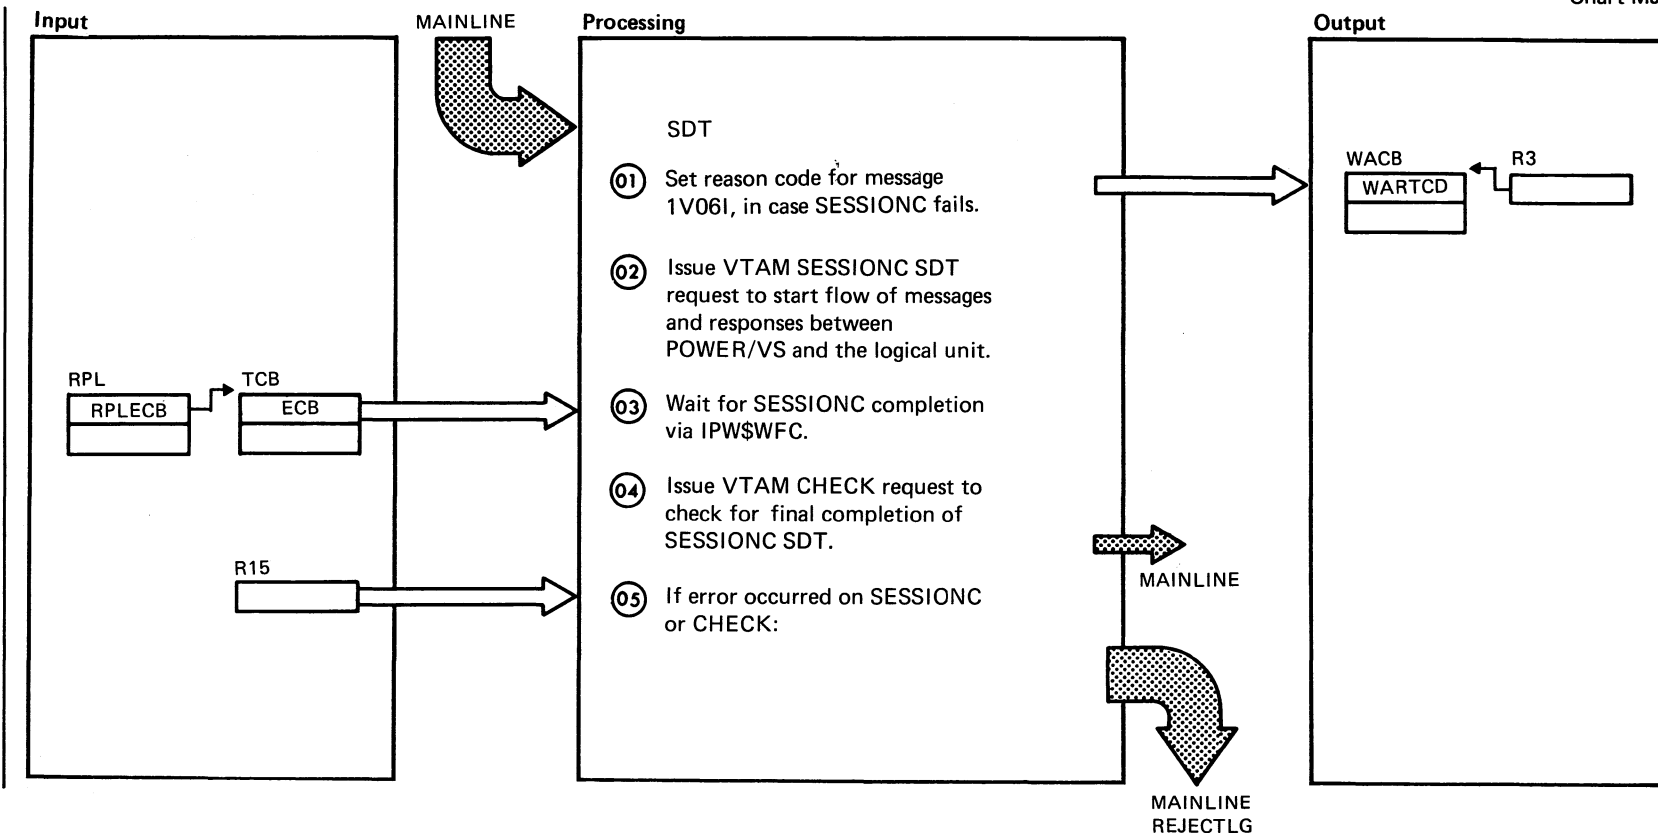 Chart Ma
Input
MAINLINE
Processing
Output
SDT
01 Set reason code for message
1V06I, in case SESSIONC fails.
WACB
R3
WARTCD
02 Issue VTAM SESSIONC SDT
request to start flow of messages
and responses between
POWER/VS and the logical unit.
RPL
TCB
RPLECB
ECB
03 Wait for SESSIONC completion
via IPW$WFC.
04 Issue VTAM CHECK request to
check for final completion of
SESSIONC SDT.
MAINLINE
R15
05 If error occurred on SESSIONC
or CHECK:
MAINLINE
REJECTLG